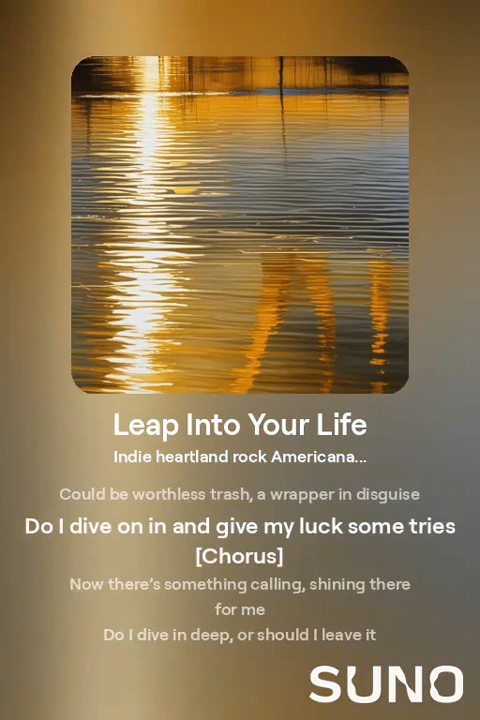 Leap Into Your Life
Indie heartland rock Americana...
Could be worthless trash, a wrapper in disguise
Do I dive on in and give my luck some tries
[Chorus]
Now there's something calling, shining there
for me
Do I dive in deep, or should I leave it
SUNO